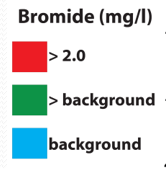 Bromide (mg/l)
> 2.0
> background
background